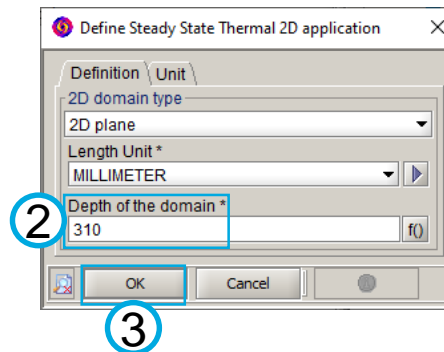 Define Steady State Thermal 2D application
Definition Unit
2D domain type
2D plane
Length Unit *
MILLIMETER
Depth of the domain *
2
310 f()
OK Cancel
3